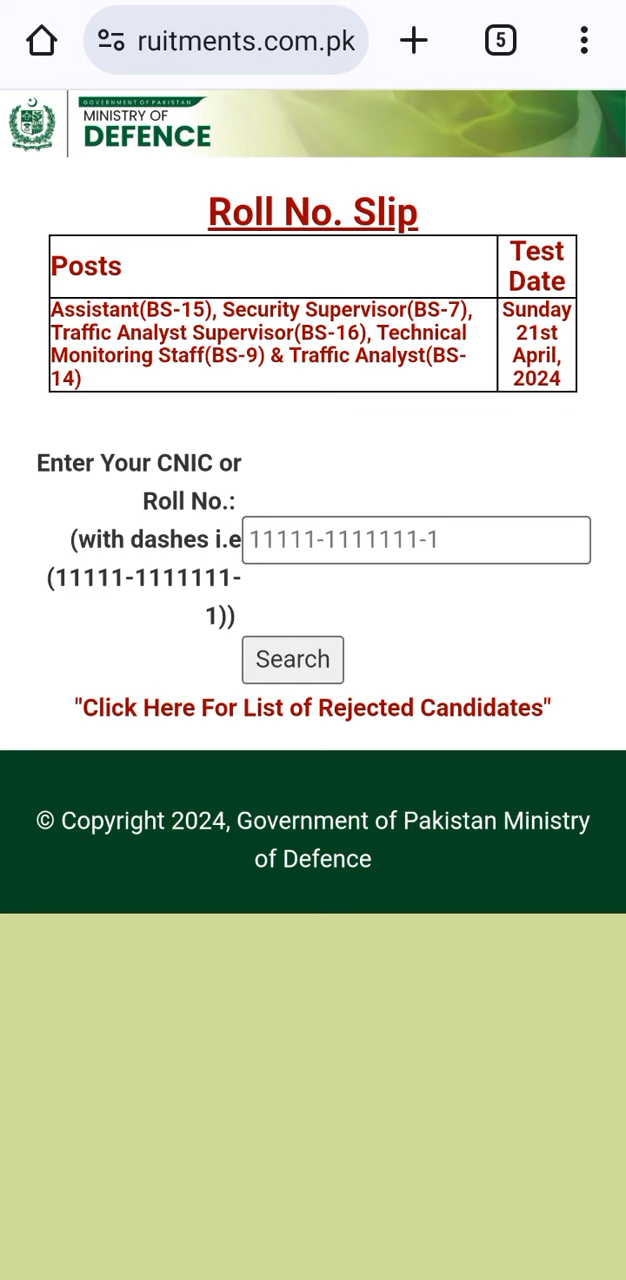 ruitments.com.pk
5
GOVERNMENT OF PAKISTAN
MINISTRY OF
DEFENCE
Roll No. Slip
Posts
Test
Date
Assistant(BS-15), Security Supervisor(BS-7),
Traffic Analyst Supervisor(BS-16), Technical
Monitoring Staff(BS-9) & Traffic Analyst(BS-
14)
Sunday
21st
April,
2024
Enter Your CNIC or
Roll No.:
(with dashes i.e
(11111-1111111-
1))
11111-1111111-1
Search
"Click Here For List of Rejected Candidates"
© Copyright 2024, Government of Pakistan Ministry
of Defence